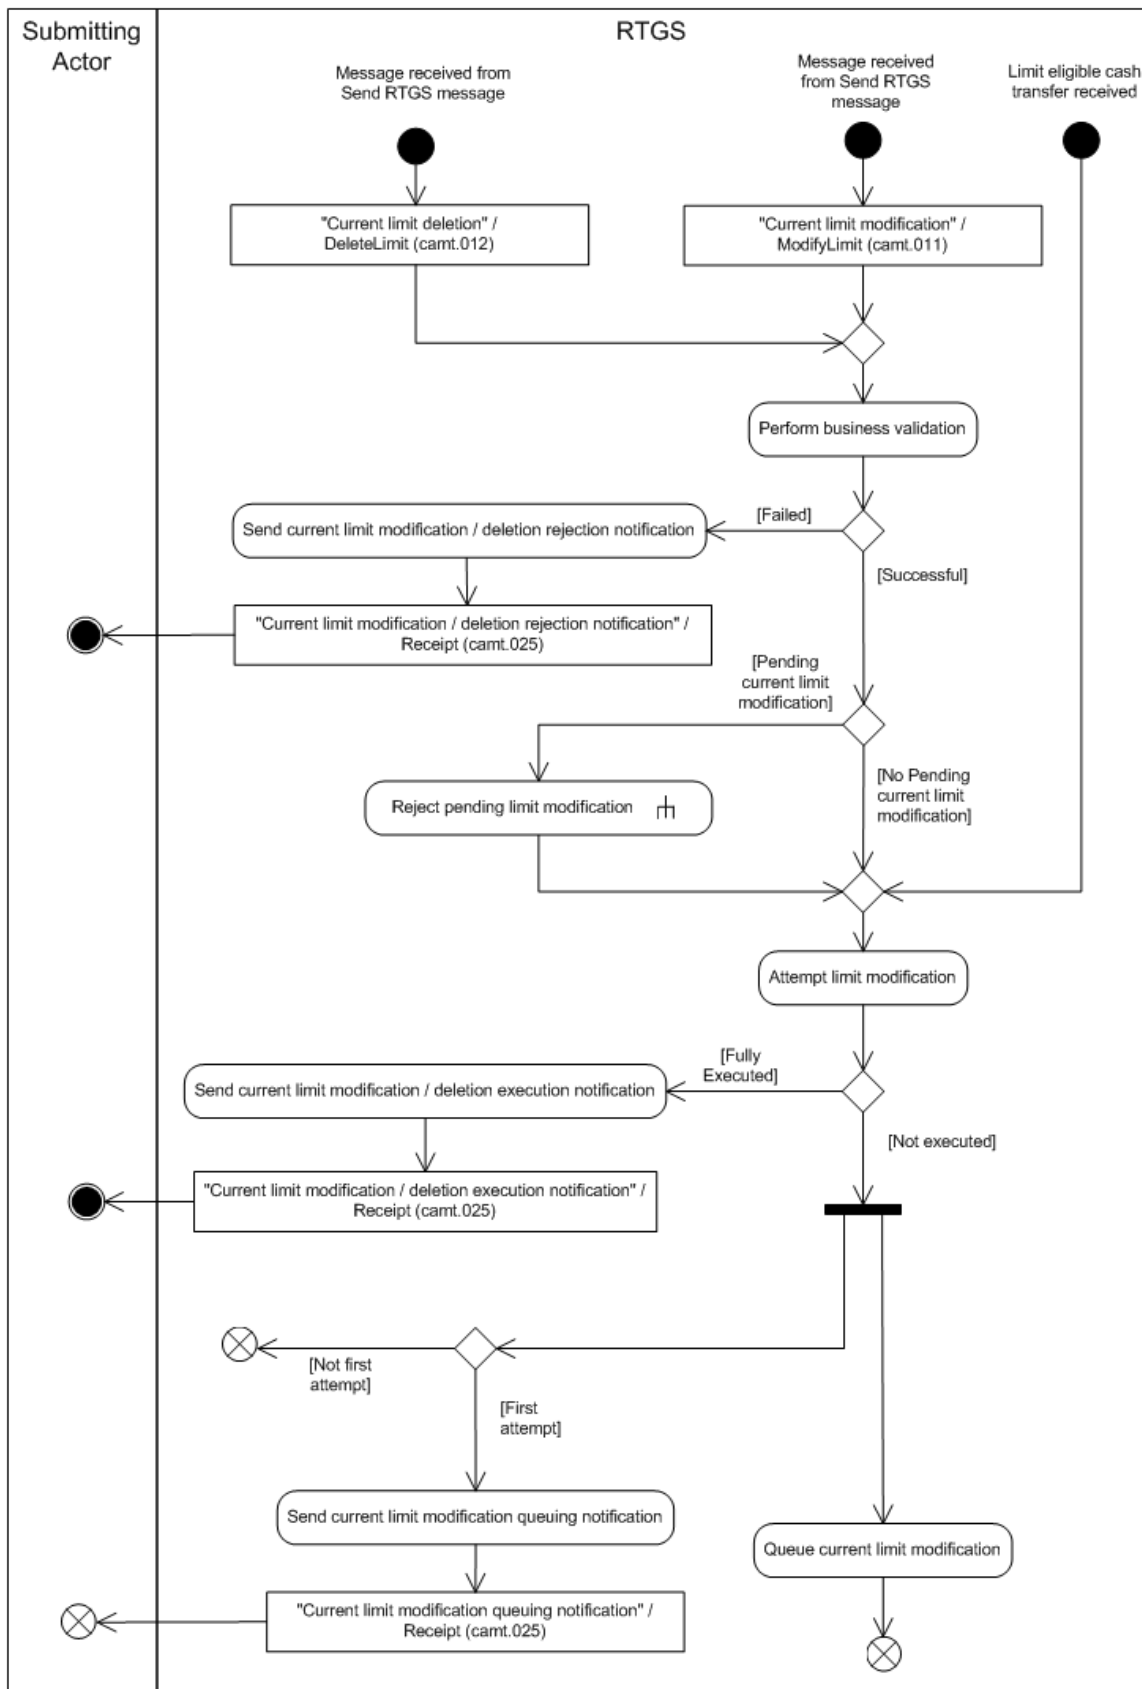 Submitting
Actor
RTGS
Message received from
Send RTGS message
Message received
from Send RTGS
message
Limit eligible cash
transfer received
"Current limit deletion" /
DeleteLimit (camt.012)
"Current limit modification" /
ModifyLimit (camt.011)
Perform business validation
[Failed]
Send current limit modification / deletion rejection notification
[Successful]
"Current limit modification / deletion rejection notification" /
Receipt (camt.025)
[Pending
current limit
modification]
[No Pending
current limit
modification]
Reject pending limit modification
Attempt limit modification
[Fully
Executed]
Send current limit modification / deletion execution notification
[Not executed]
"Current limit modification / deletion execution notification" /
Receipt (camt.025)
[Not first
attempt]
[First
attempt]
Send current limit modification queuing notification
Queue current limit modification
"Current limit modification queuing notification" /
Receipt (camt.025)